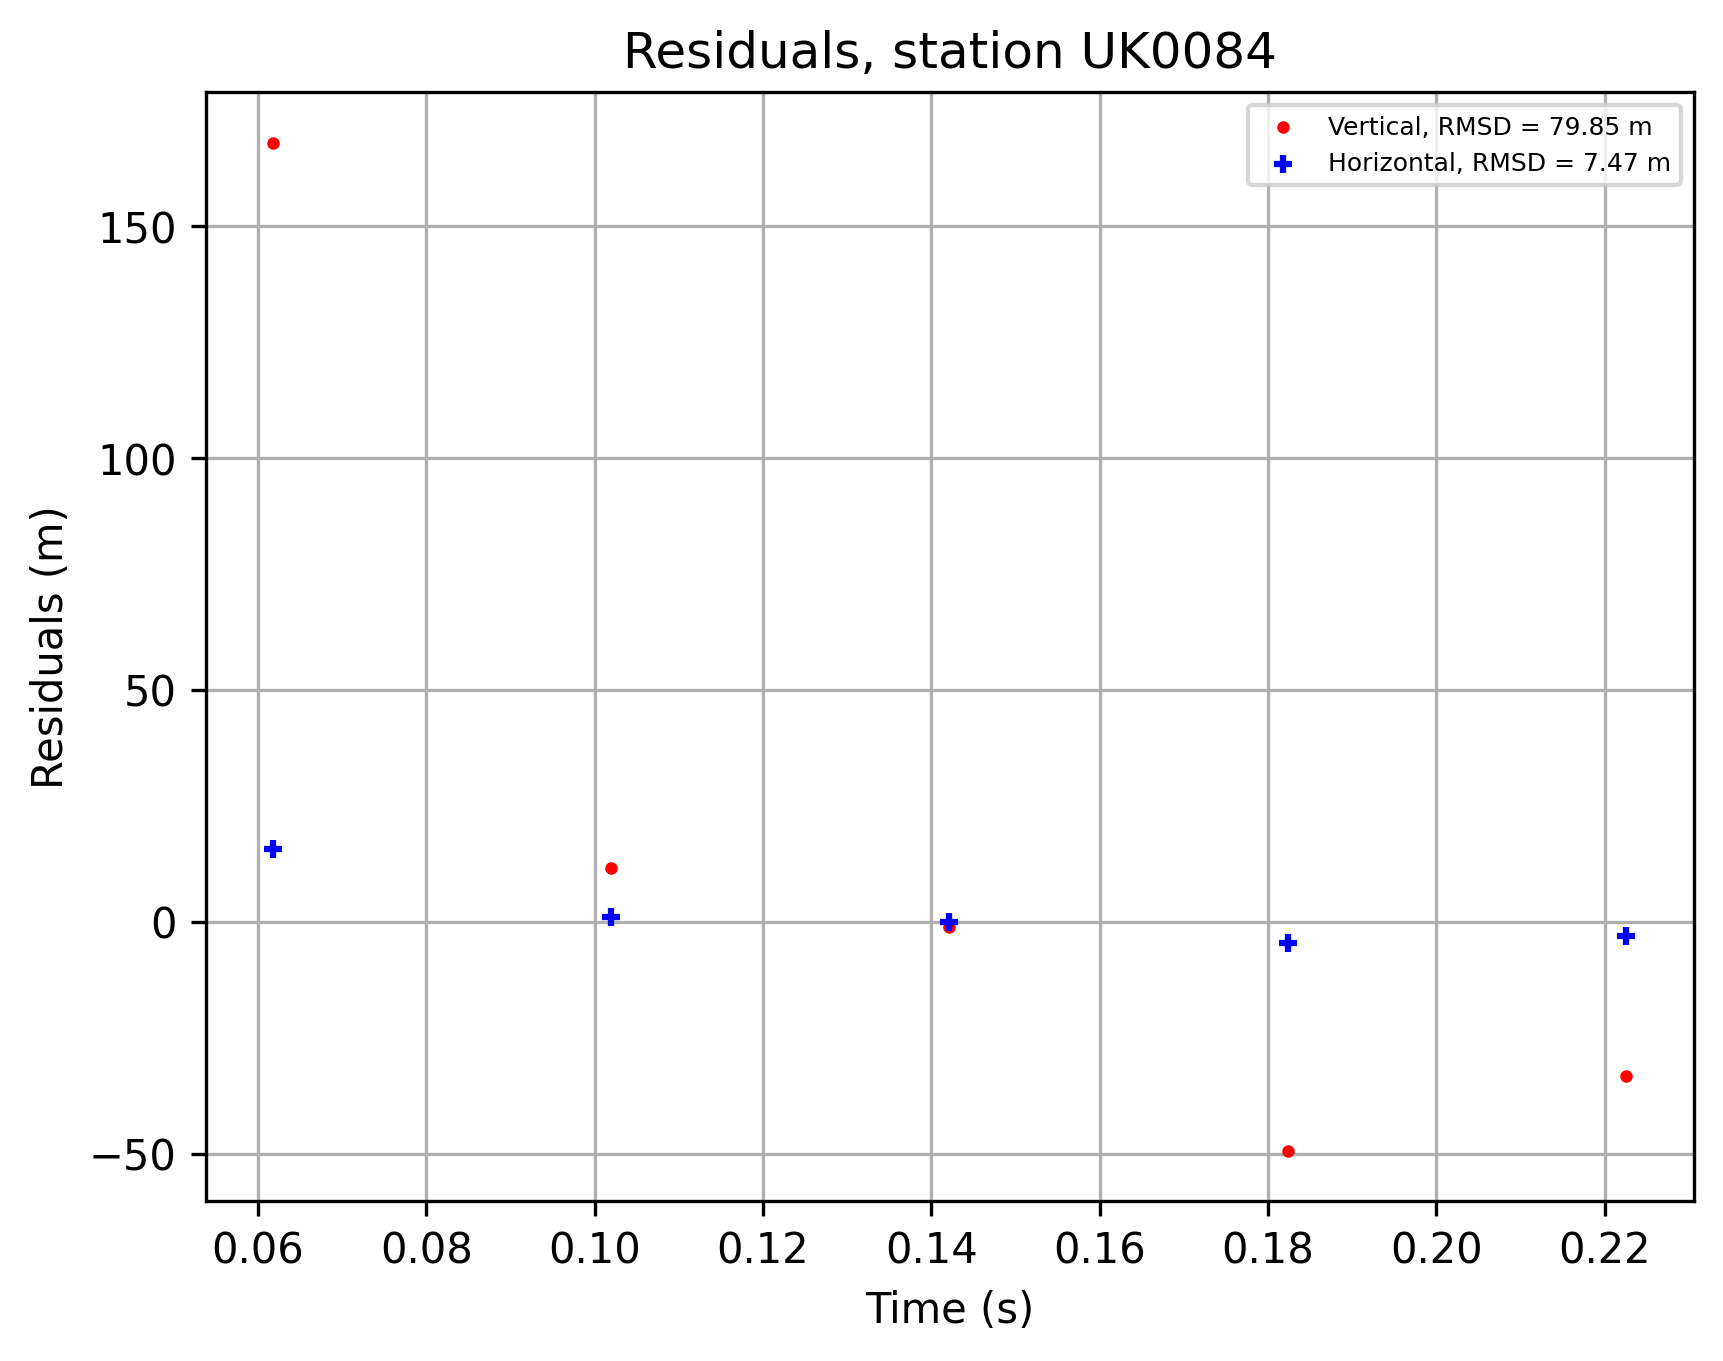 Residuals, station UK0084
Vertical, RMSD = 79.85 m
Horizontal, RMSD = 7.47 m
150
100
50
0
−50
Residuals (m)
0.06 0.08 0.10 0.12 0.14 0.16 0.18 0.20 0.22
Time (s)